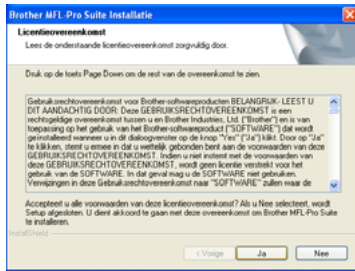 Brother MFL-Pro Suite Installatie
Licentieovereenkomst
Lees de onderstaande licentieovereenkomst zorgvuldig door.
Druk op de toets Page Down om de rest van de overeenkomst te zien.
Gebruiksrechtovereenkomst voor Brother-softwareproducten BELANGRIJK- LEEST U
DIT AANDACHTIG DOOR: Deze GEBRUIKSRECHTOVEREENKOMST is een
rechtsgeldige overeenkomst tussen u en Brother Industries, Ltd. ("Brother") en is van
toepassing op het gebruik van het Brother-softwareproduct ("SOFTWARE") dat wordt
geïnstalleerd wanneer u in dit dialoogvenster op de knop "Yes" ("Ja") klikt. Door op "Ja"
te klikken, stemt u ermee in dat u wettelijk gebonden bent aan de voorwaarden van deze
GEBRUIKSRECHTOVEREENKOMST. Indien u niet instemt met de voorwaarden van
deze GEBRUIKSRECHTOVEREENKOMST, wordt geen licentie verstrekt voor het
gebruik van de SOFTWARE. In dat geval mag u de SOFTWARE niet gebruiken.
Verwijzingen in deze Gebruiksrechtovereenkomst naar "SOFTWARE" zullen waar de
Accepteert u alle voorwaarden van deze licentieovereenkomst? Als u Nee selecteert, wordt
Setup afgesloten. U dient akkoord te gaan met deze overeenkomst om Brother MFL-Pro Suite
te installeren.
InstallShield
< Vorige
Ja
Nee